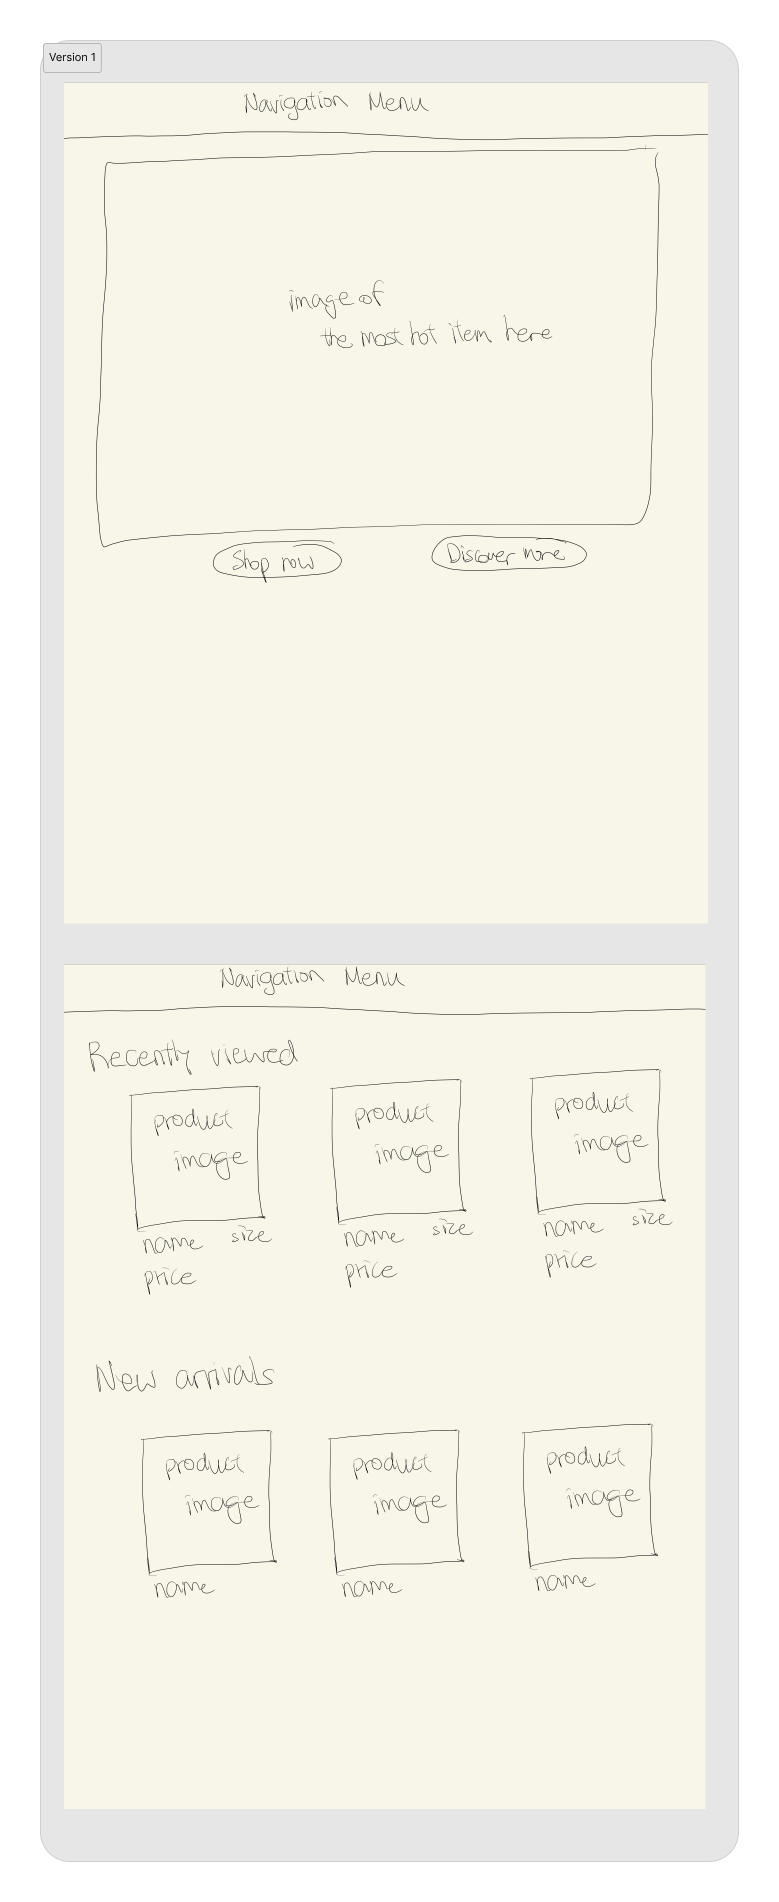 Version 1
Navigation Menu
image of
the most hot item here
Shop now
Discover more
Navigation Menu
Recently viewed
product
image
name size
price
product
image
name size
price
product
image
name size
price
New arrivals
product
image
name
product
image
name
product
image
name